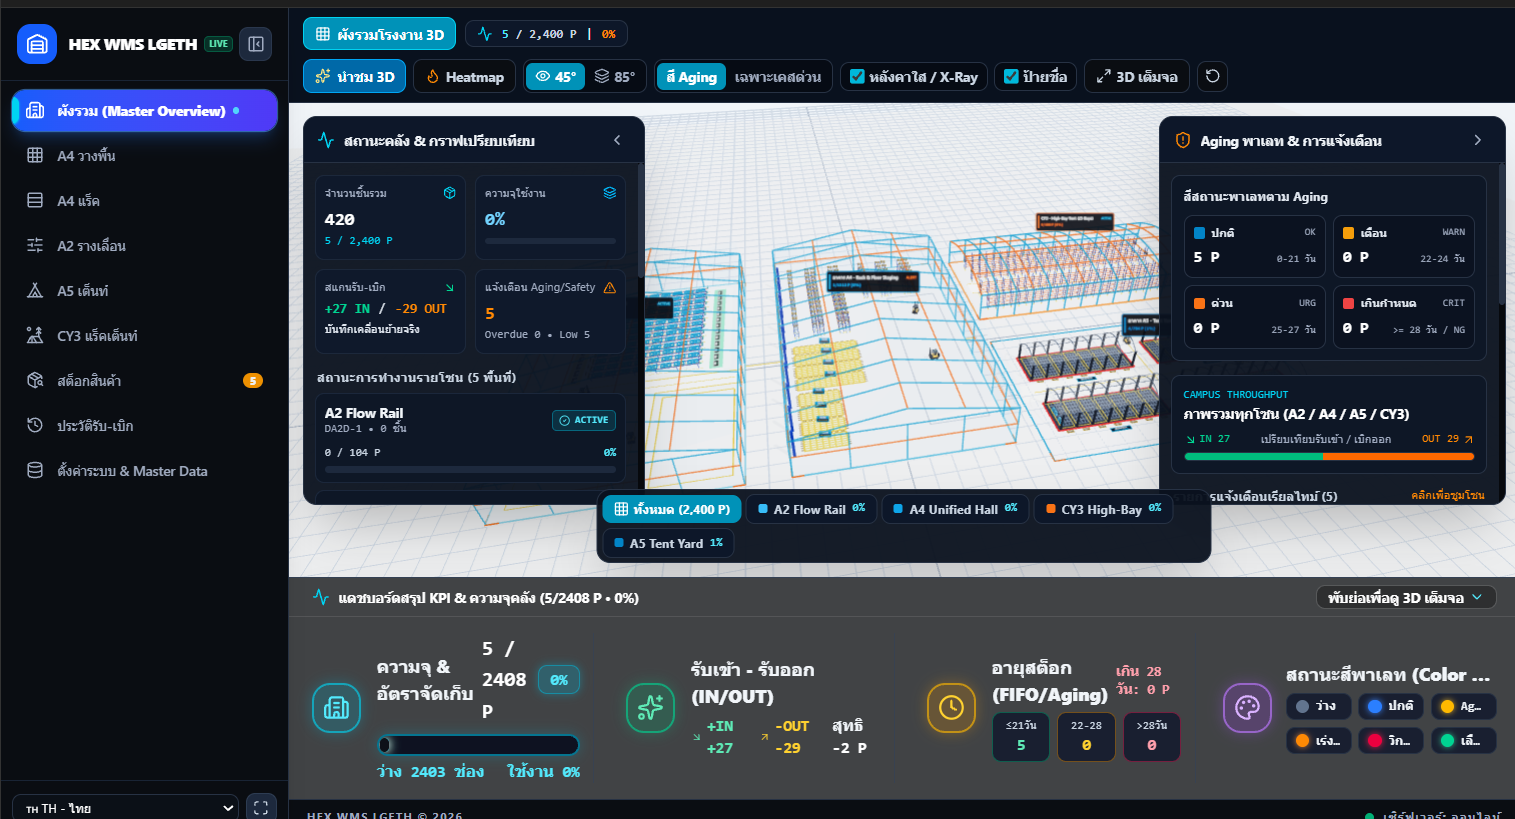 HEX WMS LGETH LIVE
ผังรวม (Master Overview)
A4 วางพื้น
A4 แร็ค
A2 รางเลื่อน
A5 เต็นท์
CY3 แร็คเต็นท์
สต็อกสินค้า 5
ประวัติรับ-เบิก
ตั้งค่าระบบ & Master Data
TH TH - ไทย
ผังรวมโรงงาน 3D
5 / 2,400 P | 0%
นำชม 3D
Heatmap
45°
85°
สี Aging
เฉพาะเคสด่วน
หลังคาใส / X-Ray
ป้ายชื่อ
3D เต็มจอ
สถานะคลัง & กราฟเปรียบเทียบ
จำนวนชิ้นรวม
420
5 / 2,400 P
ความจุใช้งาน
0%
สแกนรับ-เบิก
+27 IN / -29 OUT
บันทึกเคลื่อนย้ายจริง
แจ้งเตือน Aging/Safety
5
Overdue 0 • Low 5
สถานะการทำงานรายโซน (5 พื้นที่)
A2 Flow Rail
DA2D-1 • 0 ชิ้น
ACTIVE
0 / 104 P 0%
Aging พาเลท & การแจ้งเตือน
สีสถานะพาเลทตาม Aging
ปกติ OK
5 P 0-21 วัน
เตือน WARN
0 P 22-24 วัน
ด่วน URG
0 P 25-27 วัน
เกินกำหนด CRIT
0 P >= 28 วัน / NG
CAMPUS THROUGHPUT
ภาพรวมทุกโซน (A2 / A4 / A5 / CY3)
IN 27 เปรียบเทียบรับเข้า / เบิกออก OUT 29
แจ้งเตือนเรียลไทม์ (5) คลิกเพื่อซูมโซน
ทั้งหมด (2,400 P)
A2 Flow Rail 0%
A4 Unified Hall 0%
CY3 High-Bay 0%
A5 Tent Yard 1%
แดชบอร์ดสรุป KPI & ความจุคลัง (5/2408 P • 0%)
พับย่อเพื่อดู 3D เต็มจอ
ความจุ &
อัตราจัดเก็บ
5 /
2408
P
0%
ว่าง 2403 ช่อง ใช้งาน 0%
รับเข้า - รับออก
(IN/OUT)
+IN
+27
-OUT
-29
สุทธิ
-2 P
อายุสต็อก
(FIFO/Aging)
เกิน 28
วัน: 0 P
≤21วัน
5
22-28
0
>28วัน
0
สถานะสีพาเลท (Color ...
ว่าง
ปกติ
Ag...
เร่ง...
วิก...
เลื...
HEX WMS LGETH © 2026
เซิร์ฟเวอร์: ออนไลน์